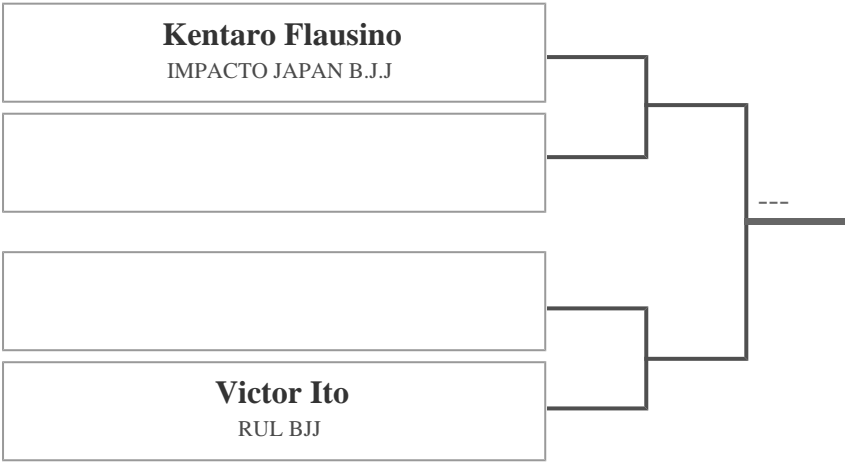 Kentaro Flausino
IMPACTO JAPAN B.J.J
---
Victor Ito
RUL BJJ